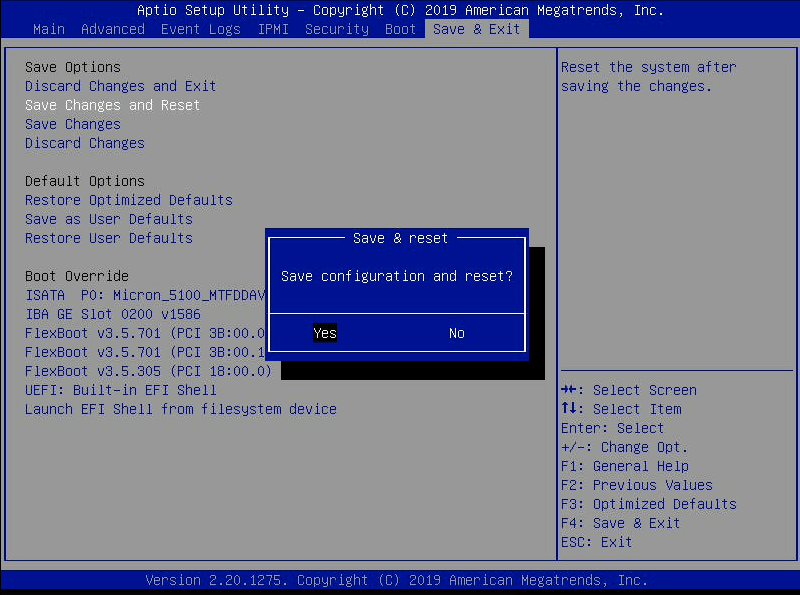 Aptio Setup Utility - Copyright (C) 2019 American Megatrends, Inc.
Main Advanced Event Logs IPMI Security Boot Save & Exit
Save Options
Discard Changes and Exit
Save Changes and Reset
Save Changes
Discard Changes
Default Options
Restore Optimized Defaults
Save as User Defaults
Restore User Defaults
Boot Override
ISATA P0: Micron_5100_MTFDDAV
IBA GE Slot 0200 v1586
FlexBoot v3.5.701 (PCI 3B:00.0
FlexBoot v3.5.701 (PCI 3B:00.1
FlexBoot v3.5.305 (PCI 18:00.0)
UEFI: Built-in EFI Shell
Launch EFI Shell from filesystem device
Save & reset
Save configuration and reset?
Yes No
Reset the system after
saving the changes.
→←: Select Screen
↑↓: Select Item
Enter: Select
+/-: Change Opt.
F1: General Help
F2: Previous Values
F3: Optimized Defaults
F4: Save & Exit
ESC: Exit
Version 2.20.1275. Copyright (C) 2019 American Megatrends, Inc.